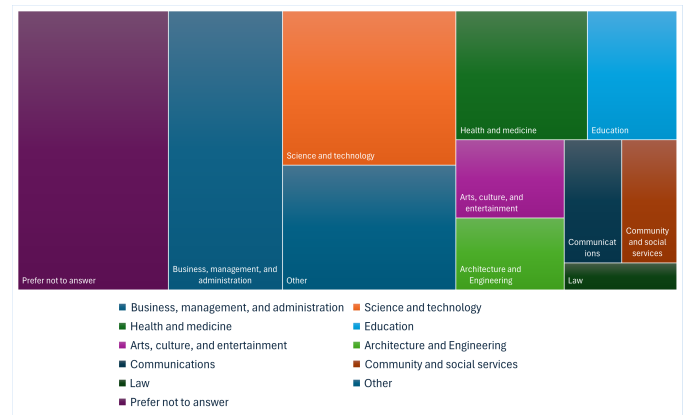 Science and technology
Health and medicine
Education
Arts, culture, and
entertainment
Communicat
ions
Community
and social
services
Prefer not to answer
Business, management, and
administration
Other
Architecture and
Engineering
Law
Business, management, and administration
Science and technology
Health and medicine
Education
Arts, culture, and entertainment
Architecture and Engineering
Communications
Community and social services
Law
Other
Prefer not to answer